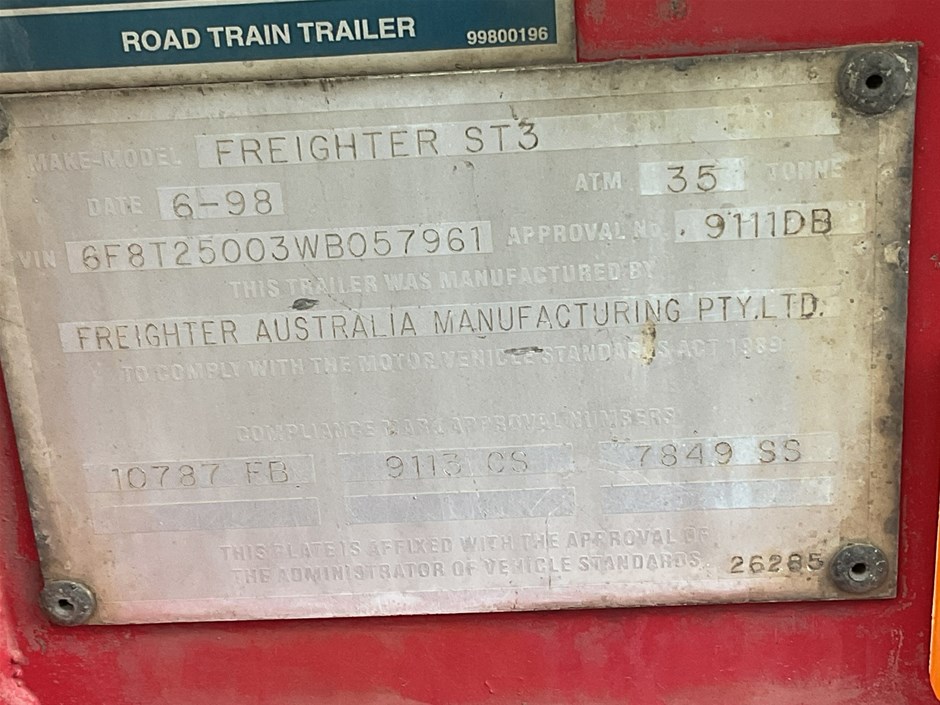 ROAD TRAIN TRAILER 99800196
MAKE-MODEL FREIGHTER ST3
DATE 6-98 ATM 35 TONNE
VIN 6F8T25003WB057961 APPROVAL No. 9111DB
THIS TRAILER WAS MANUFACTURED BY
FREIGHTER AUSTRALIA MANUFACTURING PTY.LTD.
TO COMPLY WITH THE MOTOR VEHICLE STANDARDS ACT 1989
COMPLIANCE MARK APPROVAL NUMBERS
10787 FB 9113 CS 7849 SS
THIS PLATE IS AFFIXED WITH THE APPROVAL OF
THE ADMINISTRATOR OF VEHICLE STANDARDS 26285